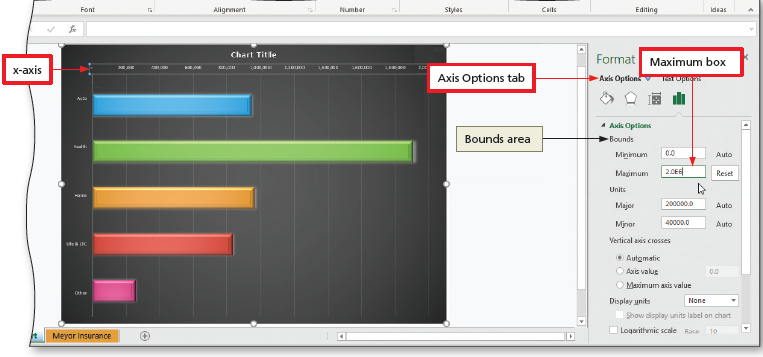 Font
Alignment
Number
Styles
Cells
Editing
Ideas
fx
x-axis
Chart Title
200,000 400,000 600,000 800,000 1,000,000 1,200,000 1,400,000 1,600,000 1,800,000
Auto
Health
Home
Life & LTC
Other
Axis Options tab
Bounds area
Maximum box
Format
Axis Options
Text Options
Axis Options
Bounds
Minimum 0.0 Auto
Maximum 2.0E6 Reset
Units
Major 200000.0 Auto
Minor 40000.0 Auto
Vertical axis crosses
Automatic
Axis value 0.0
Maximum axis value
Display units None
Show display units label on chart
Logarithmic scale Base 10
Meyor Insurance